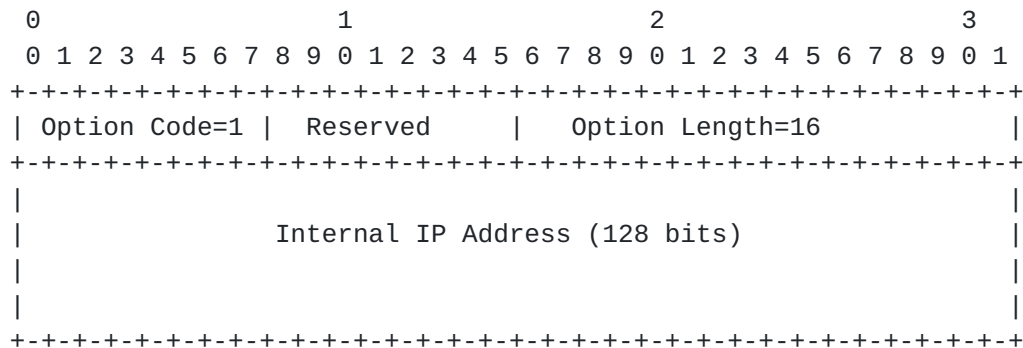 0                   1                   2                   3
 0 1 2 3 4 5 6 7 8 9 0 1 2 3 4 5 6 7 8 9 0 1 2 3 4 5 6 7 8 9 0 1
+-+-+-+-+-+-+-+-+-+-+-+-+-+-+-+-+-+-+-+-+-+-+-+-+-+-+-+-+-+-+-+-+
| Option Code=1 |  Reserved     |   Option Length=16            |
+-+-+-+-+-+-+-+-+-+-+-+-+-+-+-+-+-+-+-+-+-+-+-+-+-+-+-+-+-+-+-+-+
|                                                               |
|                Internal IP Address (128 bits)                 |
|                                                               |
|                                                               |
+-+-+-+-+-+-+-+-+-+-+-+-+-+-+-+-+-+-+-+-+-+-+-+-+-+-+-+-+-+-+-+-+